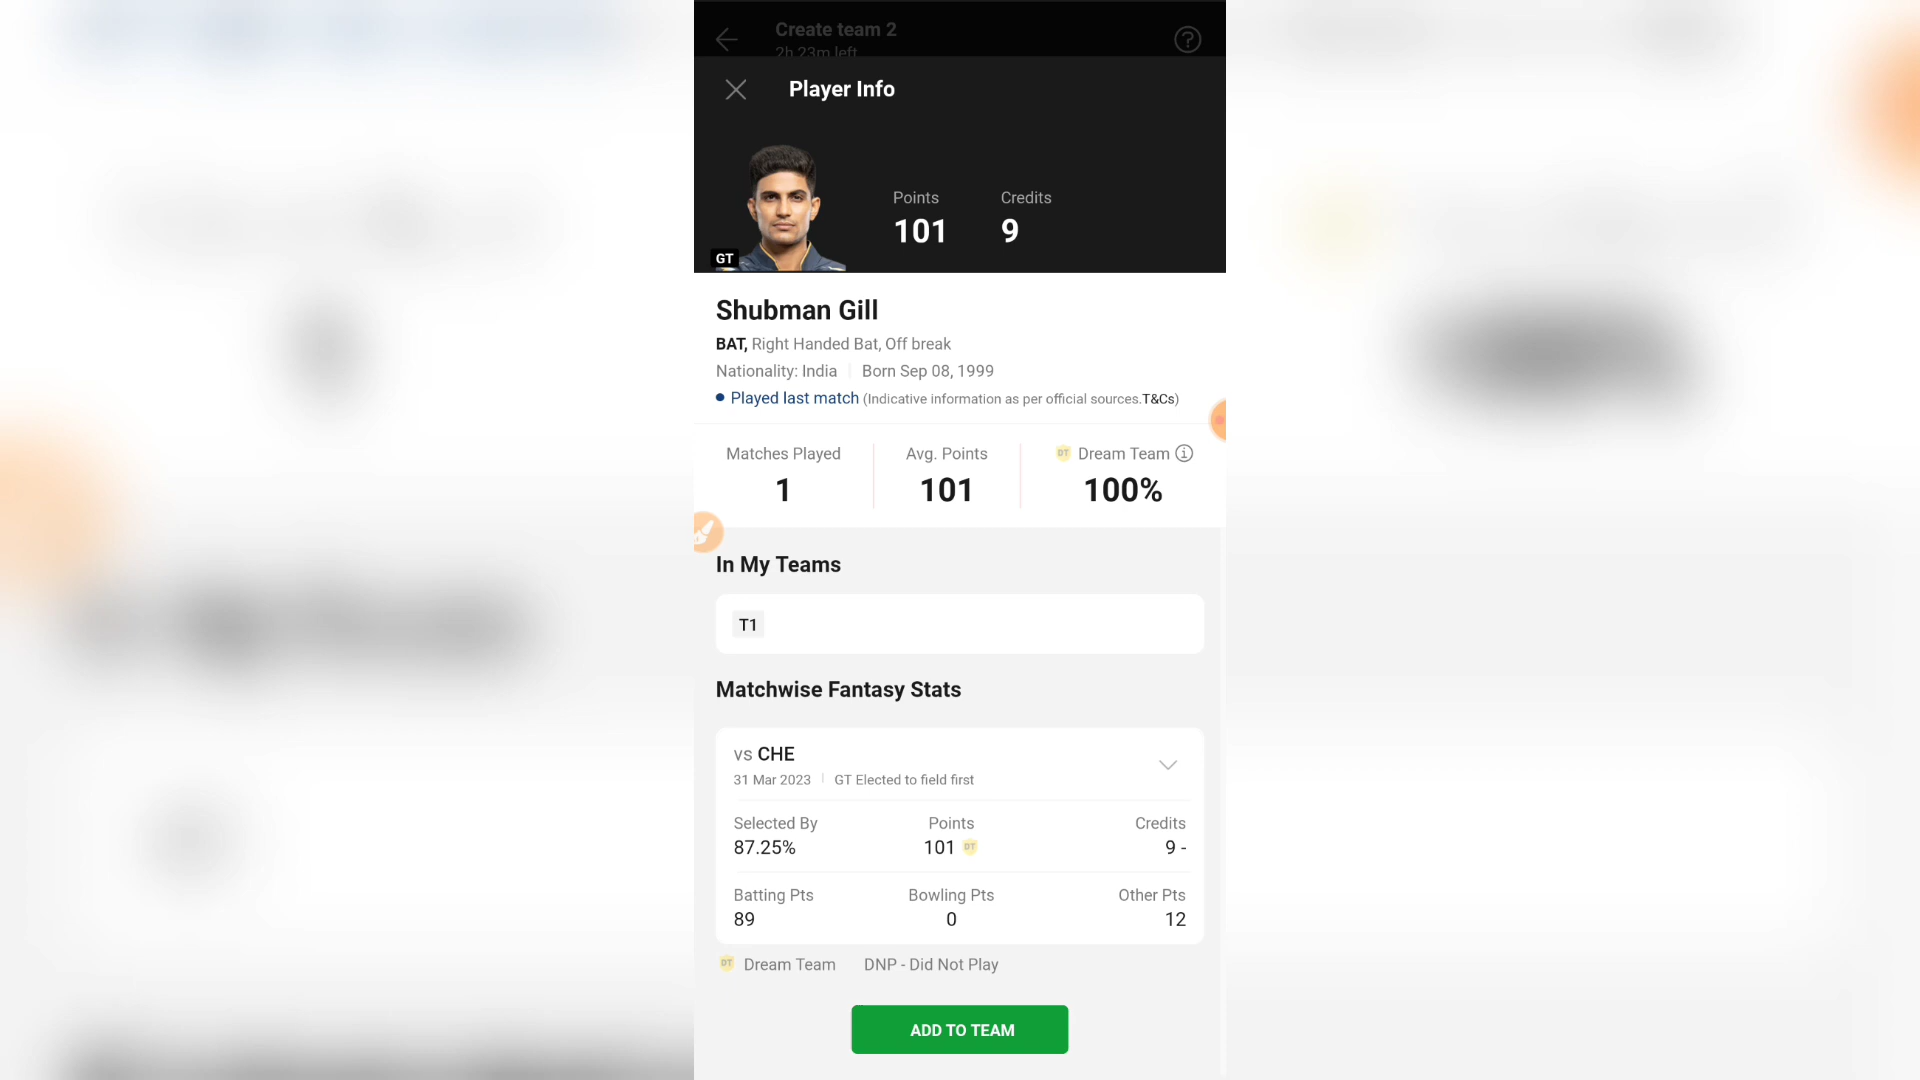 Create team 2
2h 23m left
Player Info
Points Credits
101 9
GT
Shubman Gill
BAT, Right Handed Bat, Off break
Nationality: India Born Sep 08, 1999
Played last match (Indicative information as per official sources.T&Cs)
Matches Played Avg. Points DT Dream Team
1 101 100%
In My Teams
T1
Matchwise Fantasy Stats
vs CHE
31 Mar 2023 GT Elected to field first
Selected By Points Credits
87.25% 101 DT 9 -
Batting Pts Bowling Pts Other Pts
89 0 12
DT Dream Team DNP - Did Not Play
ADD TO TEAM